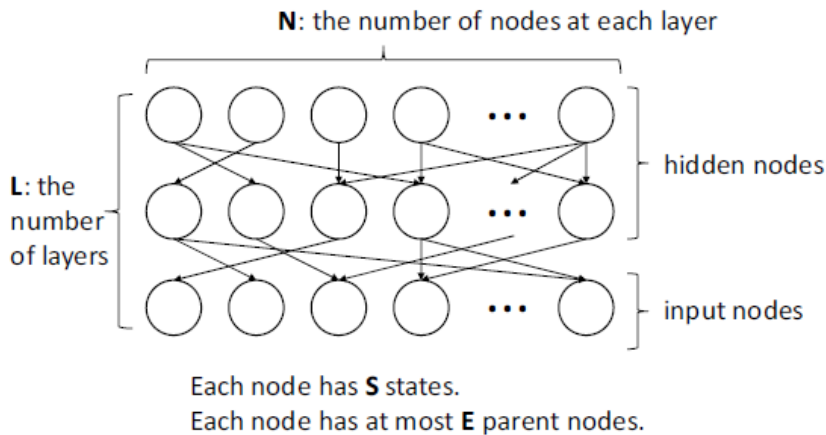 N: the number of nodes at each layer
L: the
number
of layers
hidden nodes
...
...
...
input nodes
Each node has S states.
Each node has at most E parent nodes.